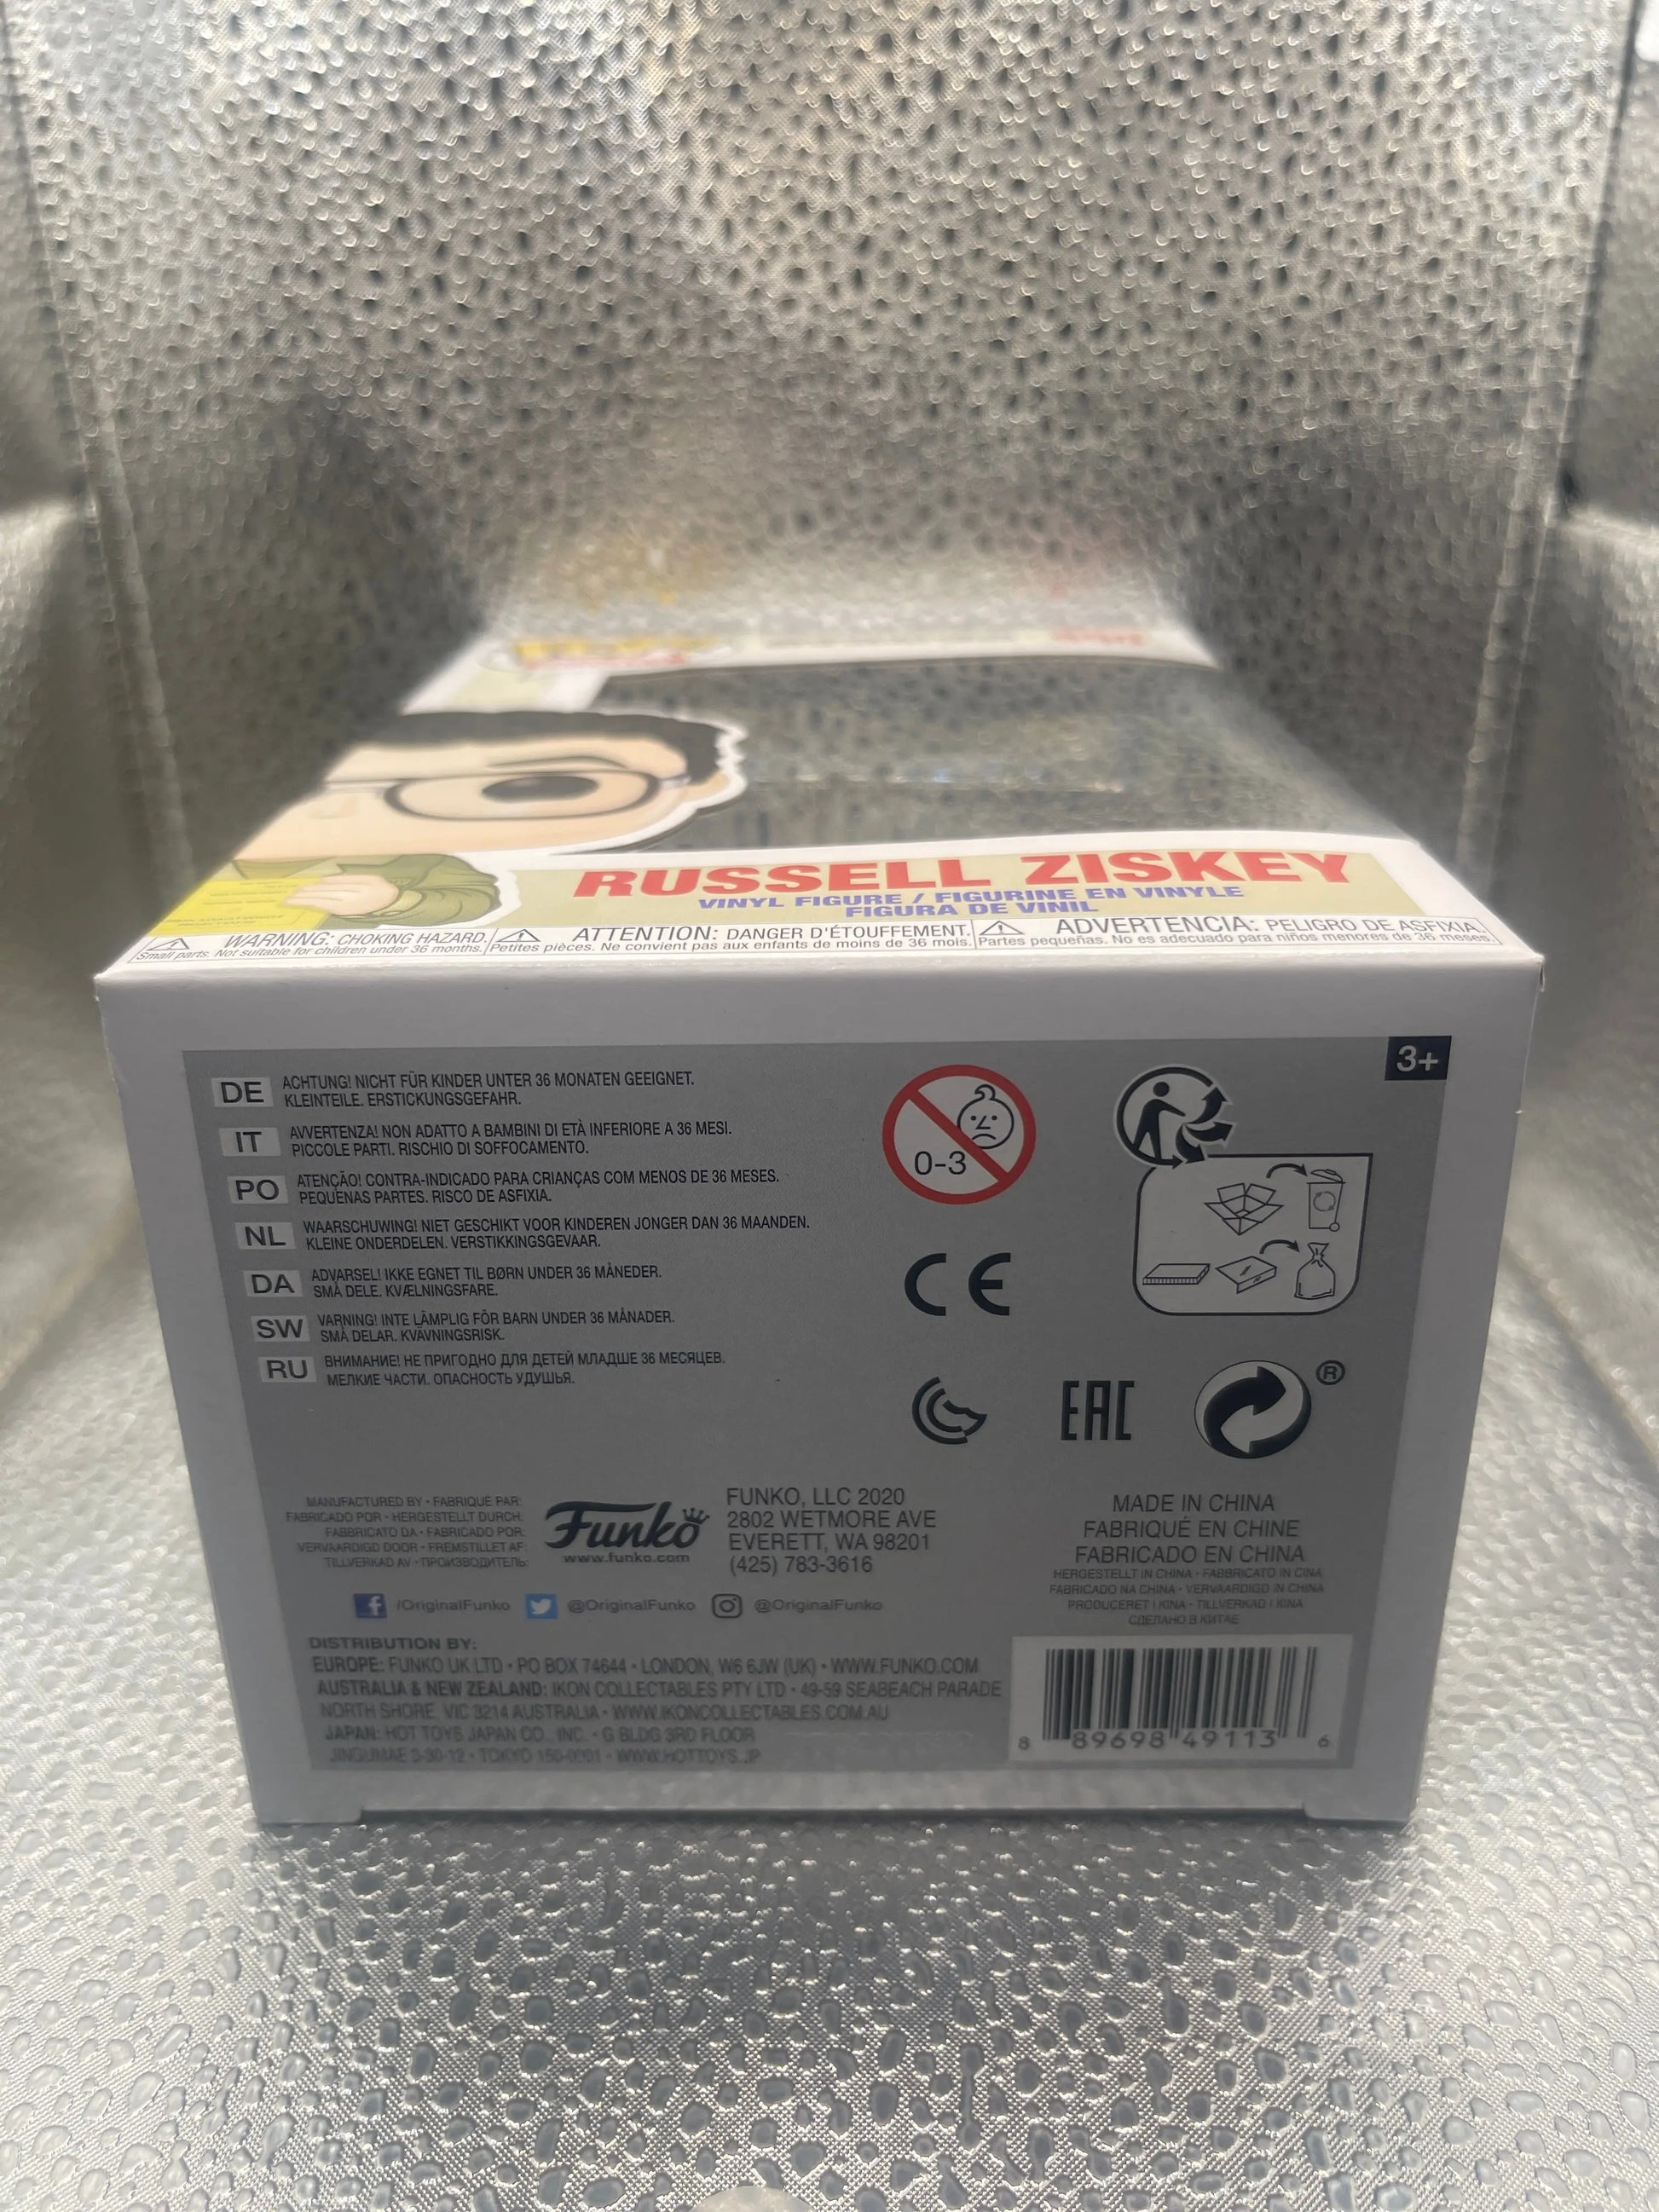 RUSSELL ZISKEY
VINYL FIGURE / FIGURINE EN VINYLE
FIGURA DE VINIL
WARNING: CHOKING HAZARD.
Small parts. Not suitable for children under 36 months.
ATTENTION: DANGER D'ÉTOUFFEMENT.
Petites pièces. Ne convient pas aux enfants de moins de 36 mois.
ADVERTENCIA: PELIGRO DE ASFIXIA.
Partes pequeñas. No es adecuado para niños menores de 36 meses.
3+
DE ACHTUNG! NICHT FÜR KINDER UNTER 36 MONATEN GEEIGNET.
KLEINTEILE. ERSTICKUNGSGEFAHR.
IT AVVERTENZA! NON ADATTO A BAMBINI DI ETÀ INFERIORE A 36 MESI.
PICCOLE PARTI. RISCHIO DI SOFFOCAMENTO.
PO ATENÇÃO! CONTRA-INDICADO PARA CRIANÇAS COM MENOS DE 36 MESES.
PEQUENAS PARTES. RISCO DE ASFIXIA.
NL WAARSCHUWING! NIET GESCHIKT VOOR KINDEREN JONGER DAN 36 MAANDEN.
KLEINE ONDERDELEN. VERSTIKKINGSGEVAAR.
DA ADVARSEL! IKKE EGNET TIL BØRN UNDER 36 MÅNEDER.
SMÅ DELE. KVÆLNINGSFARE.
SW VARNING! INTE LÄMPLIG FÖR BARN UNDER 36 MÅNADER.
SMÅ DELAR. KVÄVNINGSRISK.
RU ВНИМАНИЕ! НЕ ПРИГОДНО ДЛЯ ДЕТЕЙ МЛАДШЕ 36 МЕСЯЦЕВ.
МЕЛКИЕ ЧАСТИ. ОПАСНОСТЬ УДУШЬЯ.
0-3
CE
EAC
®
MANUFACTURED BY • FABRIQUÉ PAR:
FABRICADO POR • HERGESTELLT DURCH:
FABBRICATO DA • FABRICADO POR:
VERVAARDIGD DOOR • FREMSTILLET AF:
TILLVERKAD AV • ПРОИЗВОДИТЕЛЬ:
Funko
www.funko.com
FUNKO, LLC 2020
2802 WETMORE AVE
EVERETT, WA 98201
(425) 783-3616
/OriginalFunko @OriginalFunko @OriginalFunko
MADE IN CHINA
FABRIQUÉ EN CHINE
FABRICADO EN CHINA
HERGESTELLT IN CHINA • FABBRICATO IN CINA
FABRICADO NA CHINA • VERVAARDIGD IN CHINA
PRODUCERET I KINA • TILLVERKAD I KINA
СДЕЛАНО В КИТАЕ
DISTRIBUTION BY:
EUROPE: FUNKO UK LTD • PO BOX 74644 • LONDON, W6 6JW (UK) • WWW.FUNKO.COM
AUSTRALIA & NEW ZEALAND: IKON COLLECTABLES PTY LTD • 49-59 SEABEACH PARADE
NORTH SHORE, VIC 3214 AUSTRALIA • WWW.IKONCOLLECTABLES.COM.AU
JAPAN: HOT TOYS JAPAN CO., INC. • G BLDG 3RD FLOOR
JINGUMAE 3-30-12 • TOKYO 150-0001 • WWW.HOTTOYS.JP
8 89698 49113 6